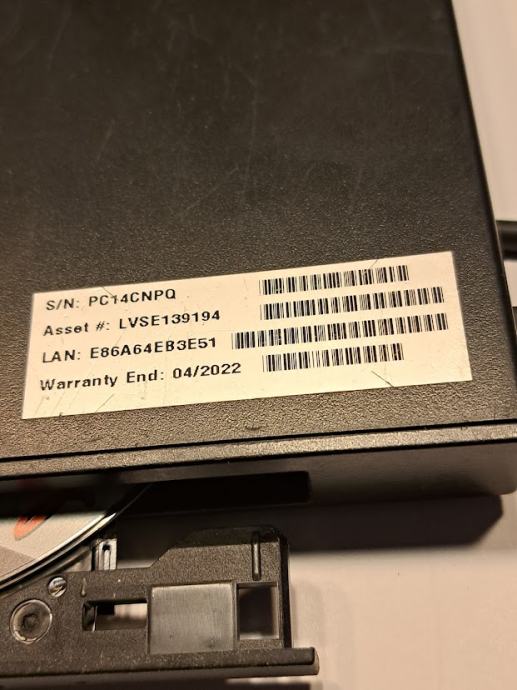 S/N: PC14CNPQ
Asset #: LVSE139194
LAN: E86A64EB3E51
Warranty End: 04/2022